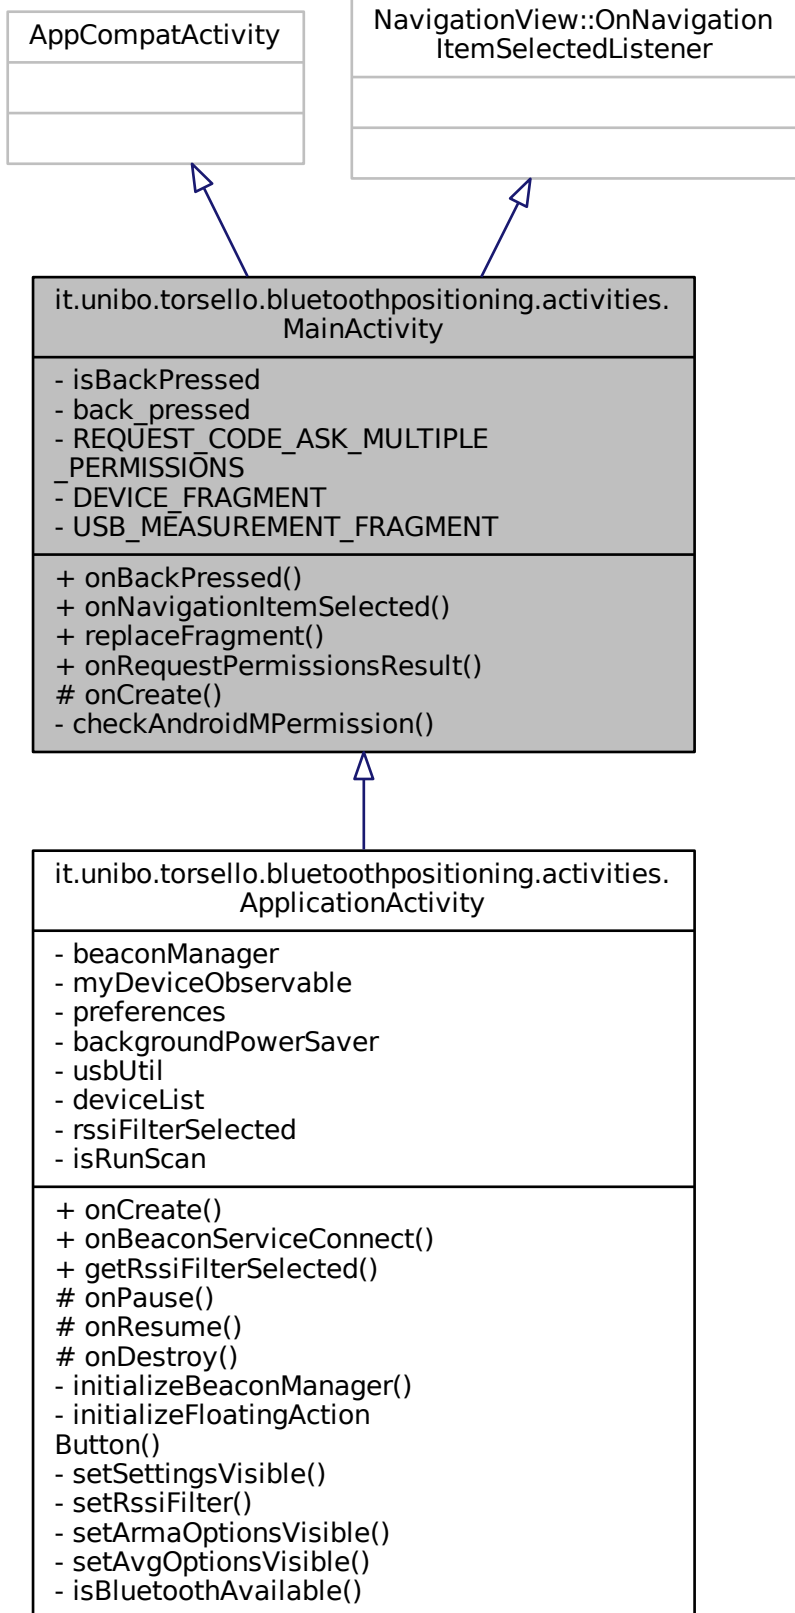 AppCompatActivity
NavigationView::OnNavigation
ItemSelectedListener
it.unibo.torsello.bluetoothpositioning.activities.
MainActivity
- isBackPressed
- back_pressed
- REQUEST_CODE_ASK_MULTIPLE
_PERMISSIONS
- DEVICE_FRAGMENT
- USB_MEASUREMENT_FRAGMENT
+ onBackPressed()
+ onNavigationItemSelected()
+ replaceFragment()
+ onRequestPermissionsResult()
# onCreate()
- checkAndroidMPermission()
it.unibo.torsello.bluetoothpositioning.activities.
ApplicationActivity
- beaconManager
- myDeviceObservable
- preferences
- backgroundPowerSaver
- usbUtil
- deviceList
- rssiFilterSelected
- isRunScan
+ onCreate()
+ onBeaconServiceConnect()
+ getRssiFilterSelected()
# onPause()
# onResume()
# onDestroy()
- initializeBeaconManager()
- initializeFloatingAction
Button()
- setSettingsVisible()
- setRssiFilter()
- setArmaOptionsVisible()
- setAvgOptionsVisible()
- isBluetoothAvailable()